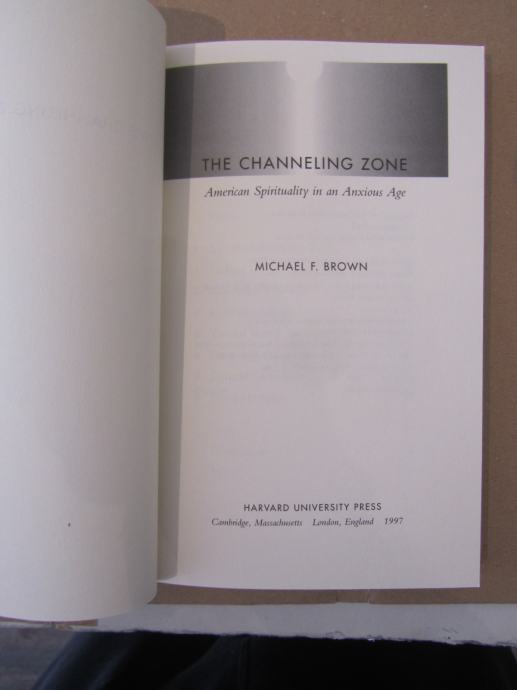 THE CHANNELING ZONE
American Spirituality in an Anxious Age
MICHAEL F. BROWN
HARVARD UNIVERSITY PRESS
Cambridge, Massachusetts London, England 1997